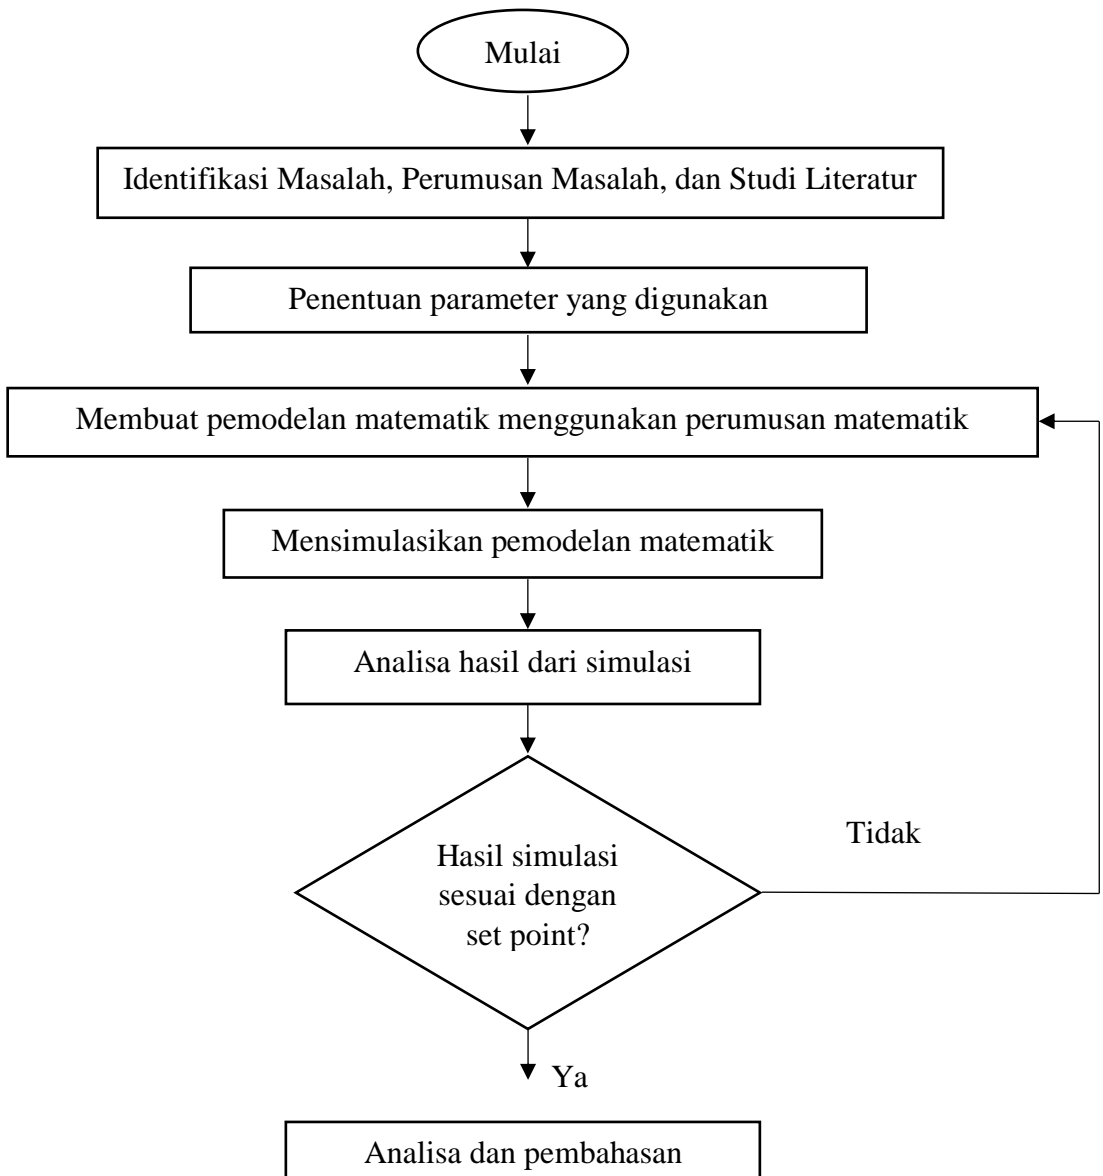 Mulai
Identifikasi Masalah, Perumusan Masalah, dan Studi Literatur
Penentuan parameter yang digunakan
Membuat pemodelan matematik menggunakan perumusan matematik
Mensimulasikan pemodelan matematik
Analisa hasil dari simulasi
Hasil simulasi
sesuai dengan
set point?
Tidak
Ya
Analisa dan pembahasan